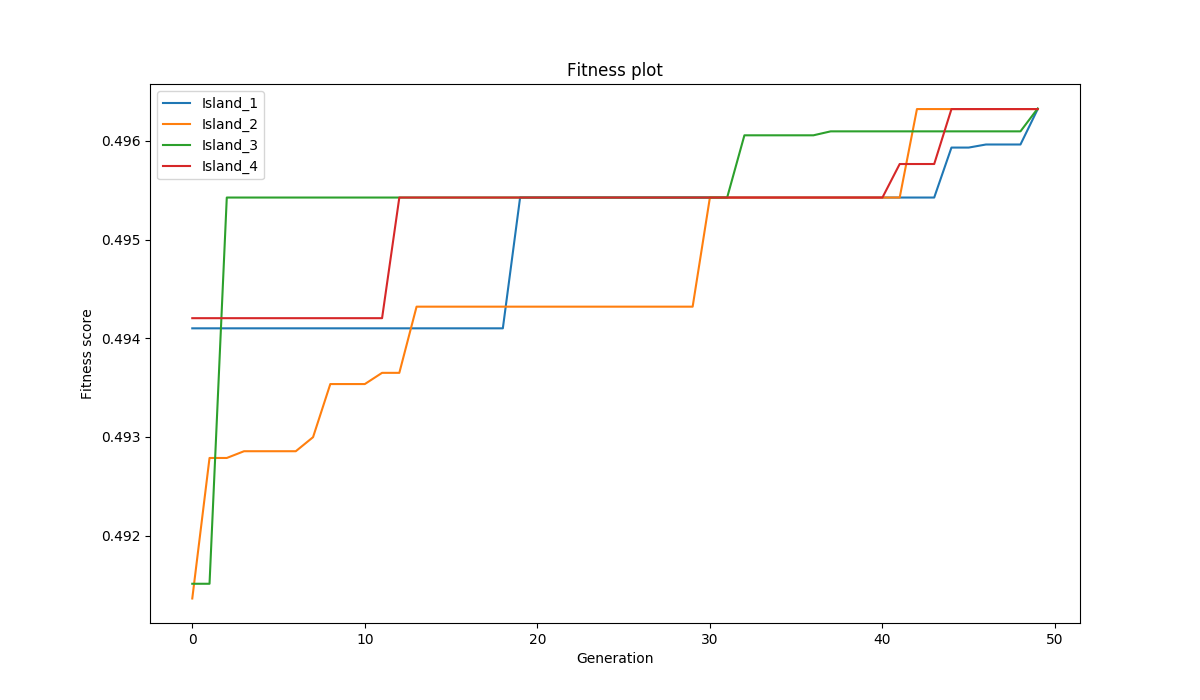 Fitness plot
Island_1
Island_2
Island_3
Island_4
0.496
0.495
0.494
0.493
0.492
Fitness score
0
10
20
30
40
50
Generation